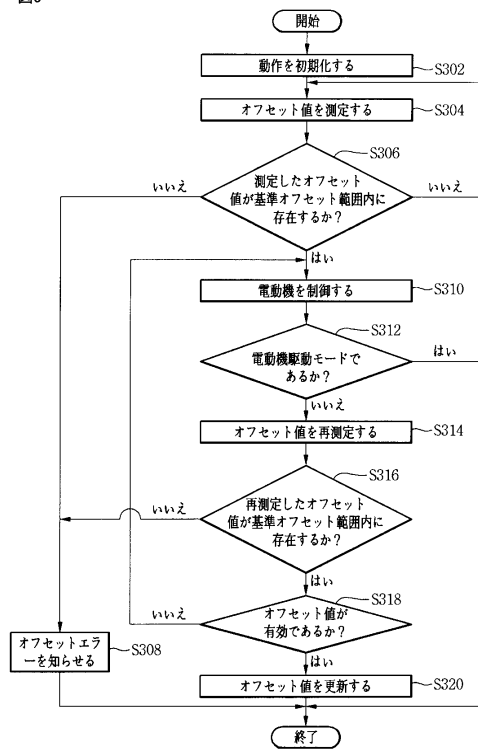 開始
動作を初期化する
S302
オフセット値を測定する
S304
S306
測定したオフセット
値が基準オフセット範囲内に
存在するか？
いいえ
いいえ
はい
電動機を制御する
S310
S312
電動機駆動モードで
あるか？
はい
いいえ
オフセット値を再測定する
S314
S316
再測定したオフセット
値が基準オフセット範囲内に
存在するか？
いいえ
はい
S318
オフセット値が
有効であるか？
いいえ
はい
オフセットエラ
ーを知らせる
S308
オフセット値を更新する
S320
終了